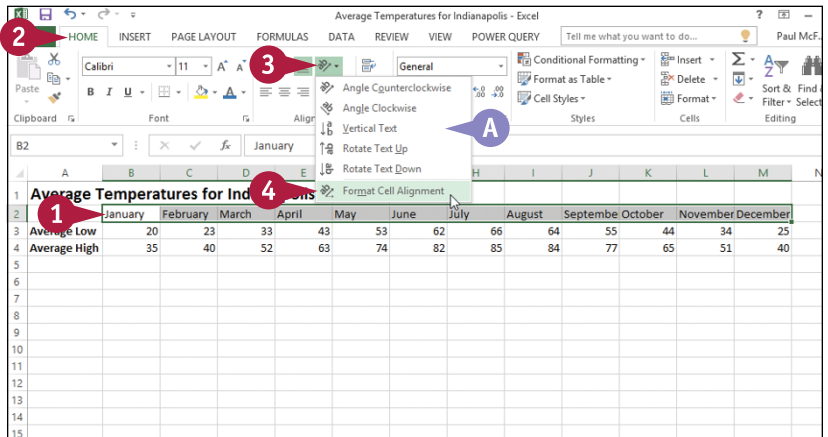 Average Temperatures for Indianapolis - Excel
2
HOME INSERT PAGE LAYOUT FORMULAS DATA REVIEW VIEW POWER QUERY Tell me what you want to do... Paul McF..
Calibri 11 A A 3 General Conditional Formatting Insert
Paste Format as Table Delete
B I U A Cell Styles Format Sort & Find &
Filter Select
Clipboard Font Align Styles Cells Editing
Angle Counterclockwise
Angle Clockwise
Vertical Text A
Rotate Text Up
Rotate Text Down
4 Format Cell Alignment
B2 fx January
A B C D E H I J K L M N
1 Average Temperatures for Indianapolis
1
2 January February March April May June July August Septembe October November December
3 Average Low 20 23 33 43 53 62 66 64 55 44 34 25
4 Average High 35 40 52 63 74 82 85 84 77 65 51 40
5
6
7
8
9
10
11
12
13
14
15